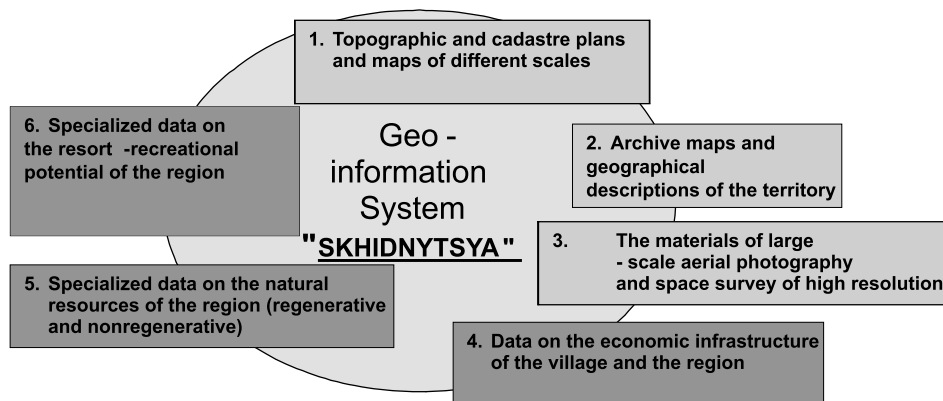 1. Topographic and cadastre plans
and maps of different scales
Geo -
information
System
"SKHIDNYTSYA"
2. Archive maps and
geographical
descriptions of the territory
3. The materials of large
- scale aerial photography
and space survey of high resolution
4. Data on the economic infrastructure
of the village and the region
5. Specialized data on the natural
resources of the region (regenerative
and nonregenerative)
6. Specialized data on
the resort -recreational
potential of the region